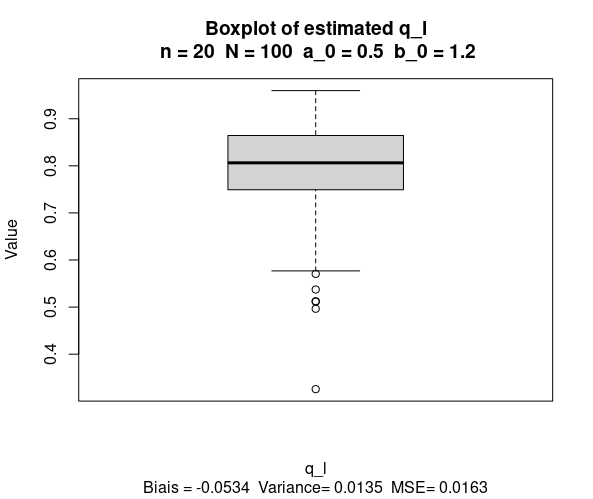 Boxplot of estimated q_l
n = 20 N = 100 a_0 = 0.5 b_0 = 1.2
Value
0.9
0.8
0.7
0.6
0.5
0.4
q_l
Biais = -0.0534 Variance= 0.0135 MSE= 0.0163